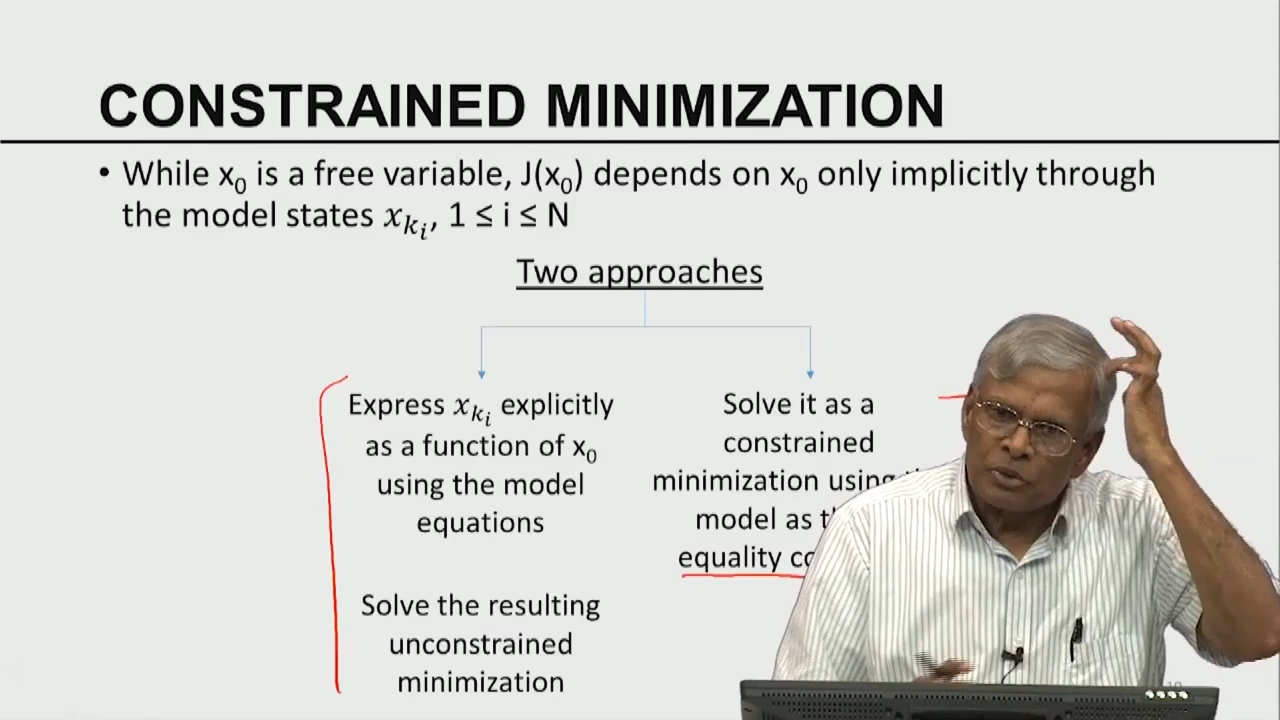 CONSTRAINED MINIMIZATION
• While x₀ is a free variable, J(x₀) depends on x₀ only implicitly through
the model states 𝑥ₖᵢ, 1 ≤ i ≤ N
Two approaches
Express 𝑥ₖᵢ explicitly
as a function of x₀
using the model
equations
Solve the resulting
unconstrained
minimization
Solve it as a
constrained
minimization using
model as
equality